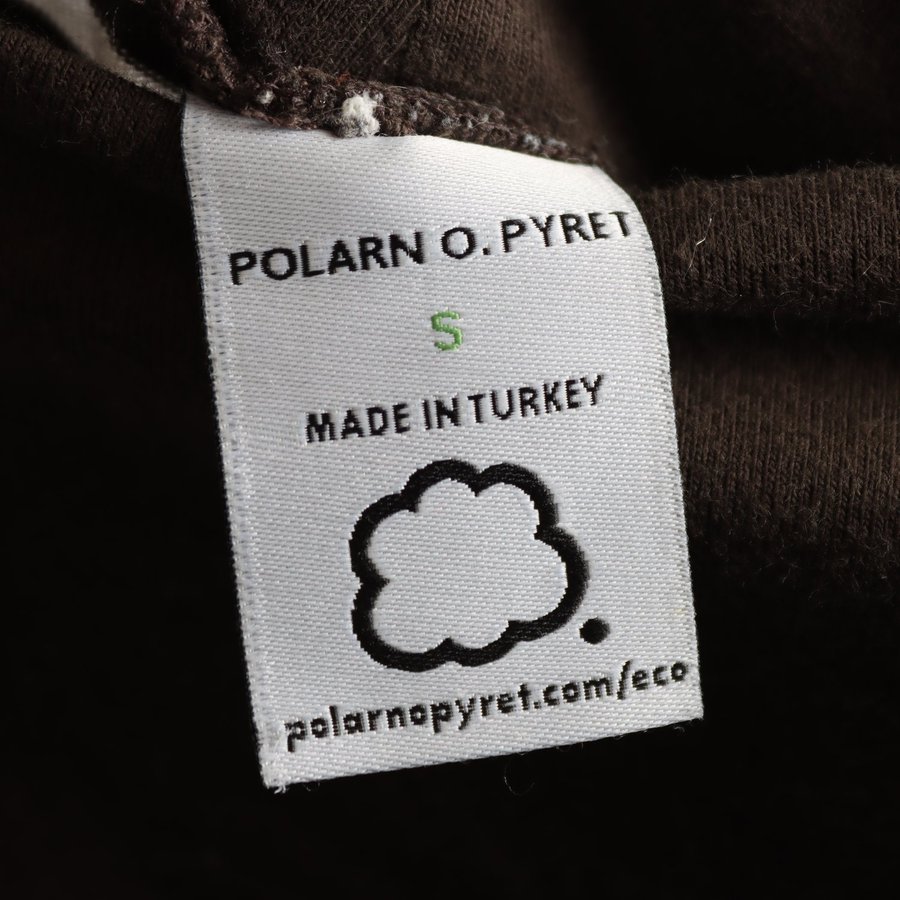 POLARN O. PYRET
S
MADE IN TURKEY
polarnopyret.com/eco